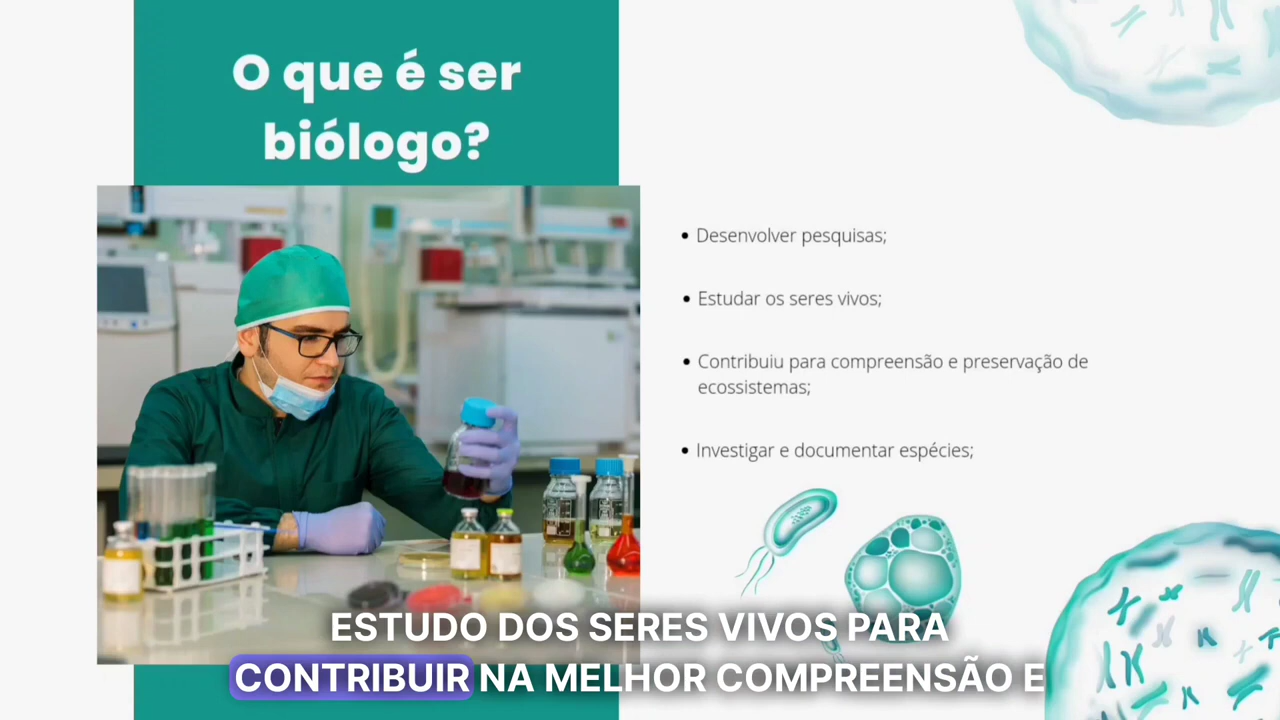 O que é ser
biólogo?
• Desenvolver pesquisas;
• Estudar os seres vivos;
• Contribuiu para compreensão e preservação de
ecossistemas;
• Investigar e documentar espécies;
ESTUDO DOS SERES VIVOS PARA
CONTRIBUIR NA MELHOR COMPREENSÃO E